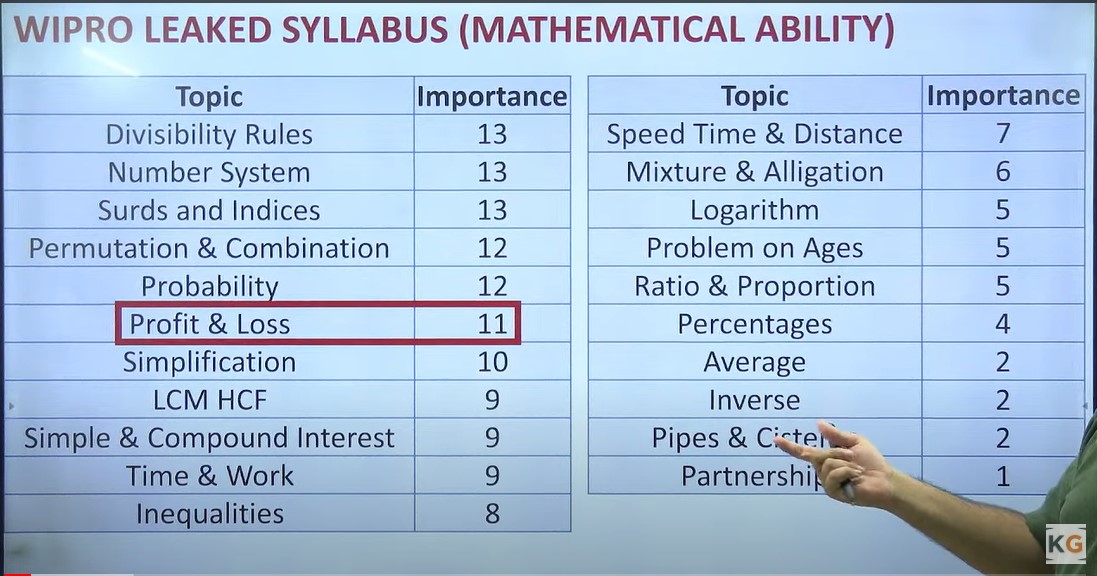 WIPRO LEAKED SYLLABUS (MATHEMATICAL ABILITY)
Topic Importance
Divisibility Rules 13
Number System 13
Surds and Indices 13
Permutation & Combination 12
Probability 12
Profit & Loss 11
Simplification 10
LCM HCF 9
Simple & Compound Interest 9
Time & Work 9
Inequalities 8
Topic Importance
Speed Time & Distance 7
Mixture & Alligation 6
Logarithm 5
Problem on Ages 5
Ratio & Proportion 5
Percentages 4
Average 2
Inverse 2
Pipes & 2
Partnership 1
KG